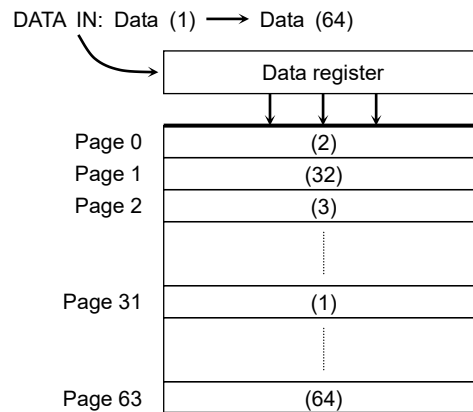 DATA IN: Data (1) → Data (64)
Data register
Page 0 (2)
Page 1 (32)
Page 2 (3)
Page 31 (1)
Page 63 (64)